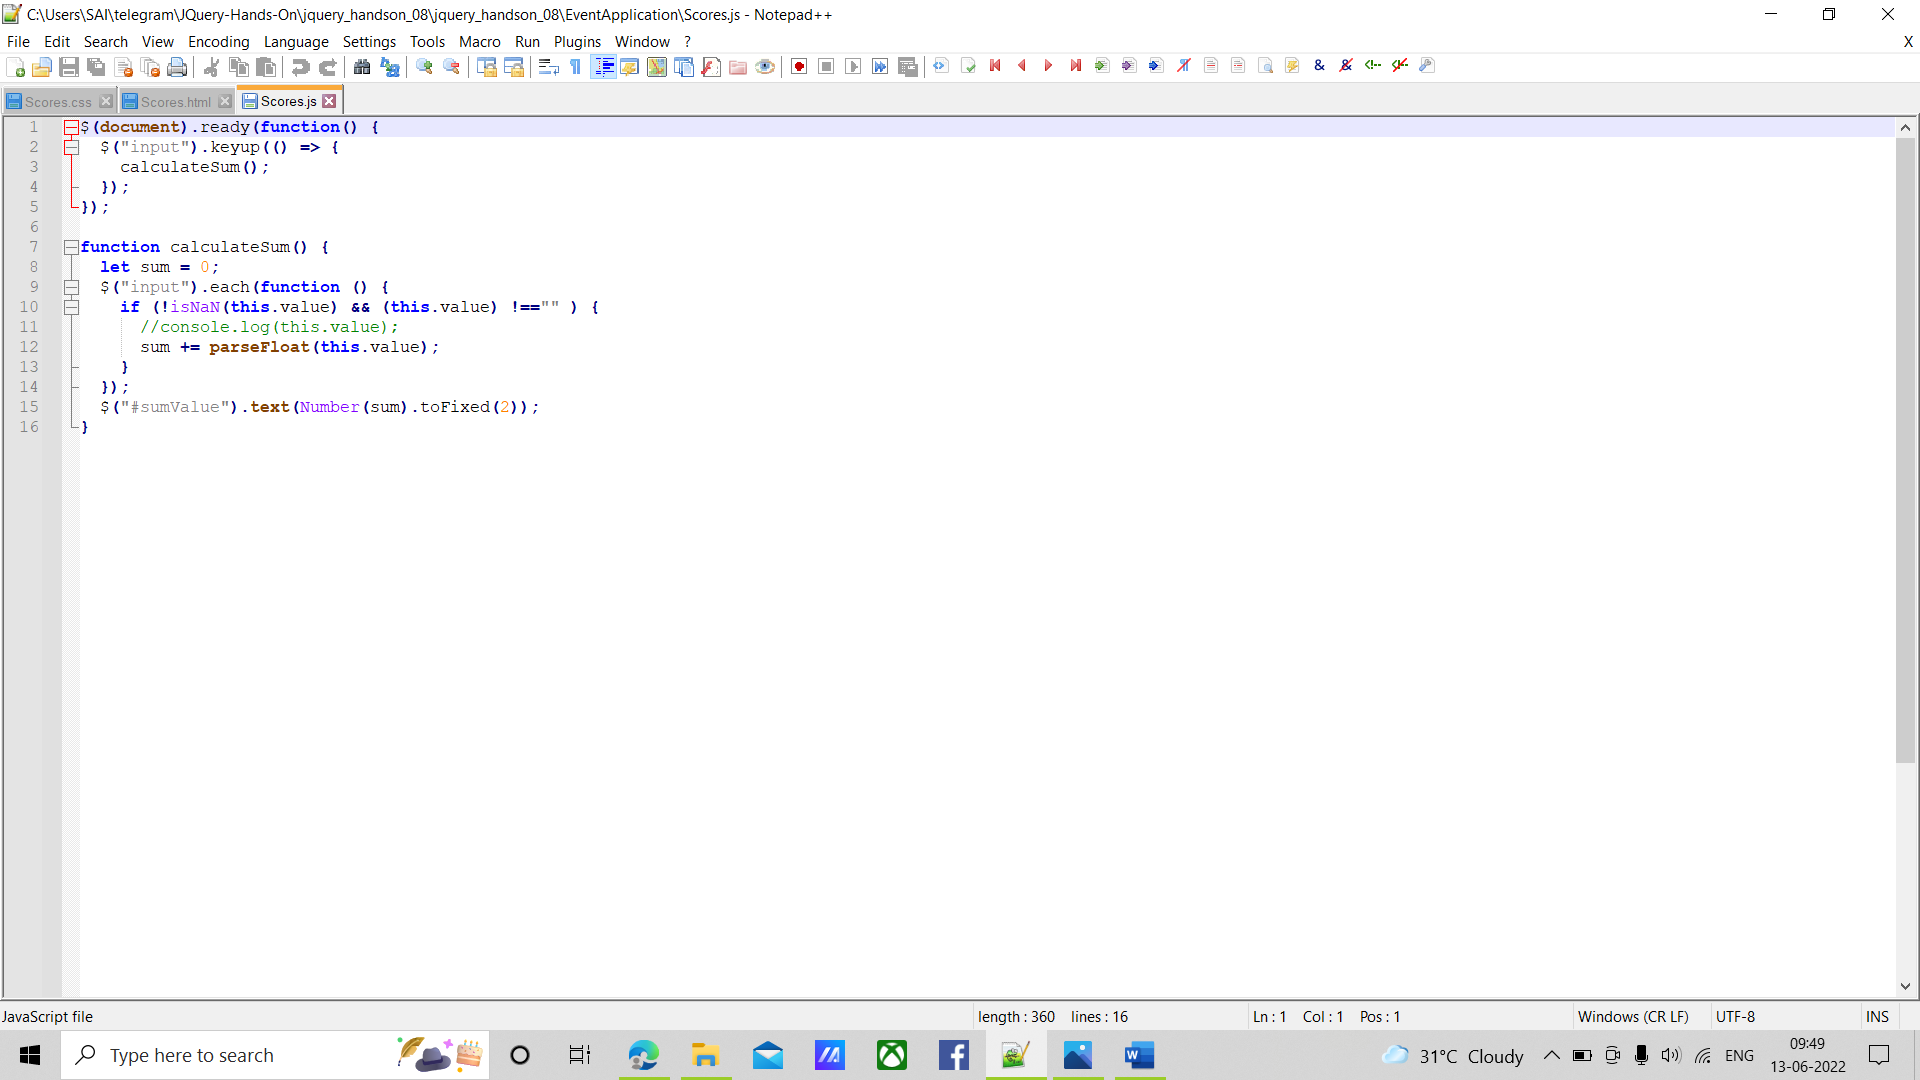 C:\Users\SAI\telegram\JQuery-Hands-On\jquery_handson_08\jquery_handson_08\EventApplication\Scores.js - Notepad++
File Edit Search View Encoding Language Settings Tools Macro Run Plugins Window ? X
Scores.css Scores.html Scores.js
1 $(document).ready(function() {
2 $("input").keyup(() => {
3 calculateSum();
4 });
5 });
6
7 function calculateSum() {
8 let sum = 0;
9 $("input").each(function () {
10 if (!isNaN(this.value) && (this.value) !=="" ) {
11 //console.log(this.value);
12 sum += parseFloat(this.value);
13 }
14 });
15 $("#sumValue").text(Number(sum).toFixed(2));
16 }
JavaScript file length : 360 lines : 16 Ln : 1 Col : 1 Pos : 1 Windows (CR LF) UTF-8 INS
Type here to search 31°C Cloudy ENG 09:49
13-06-2022